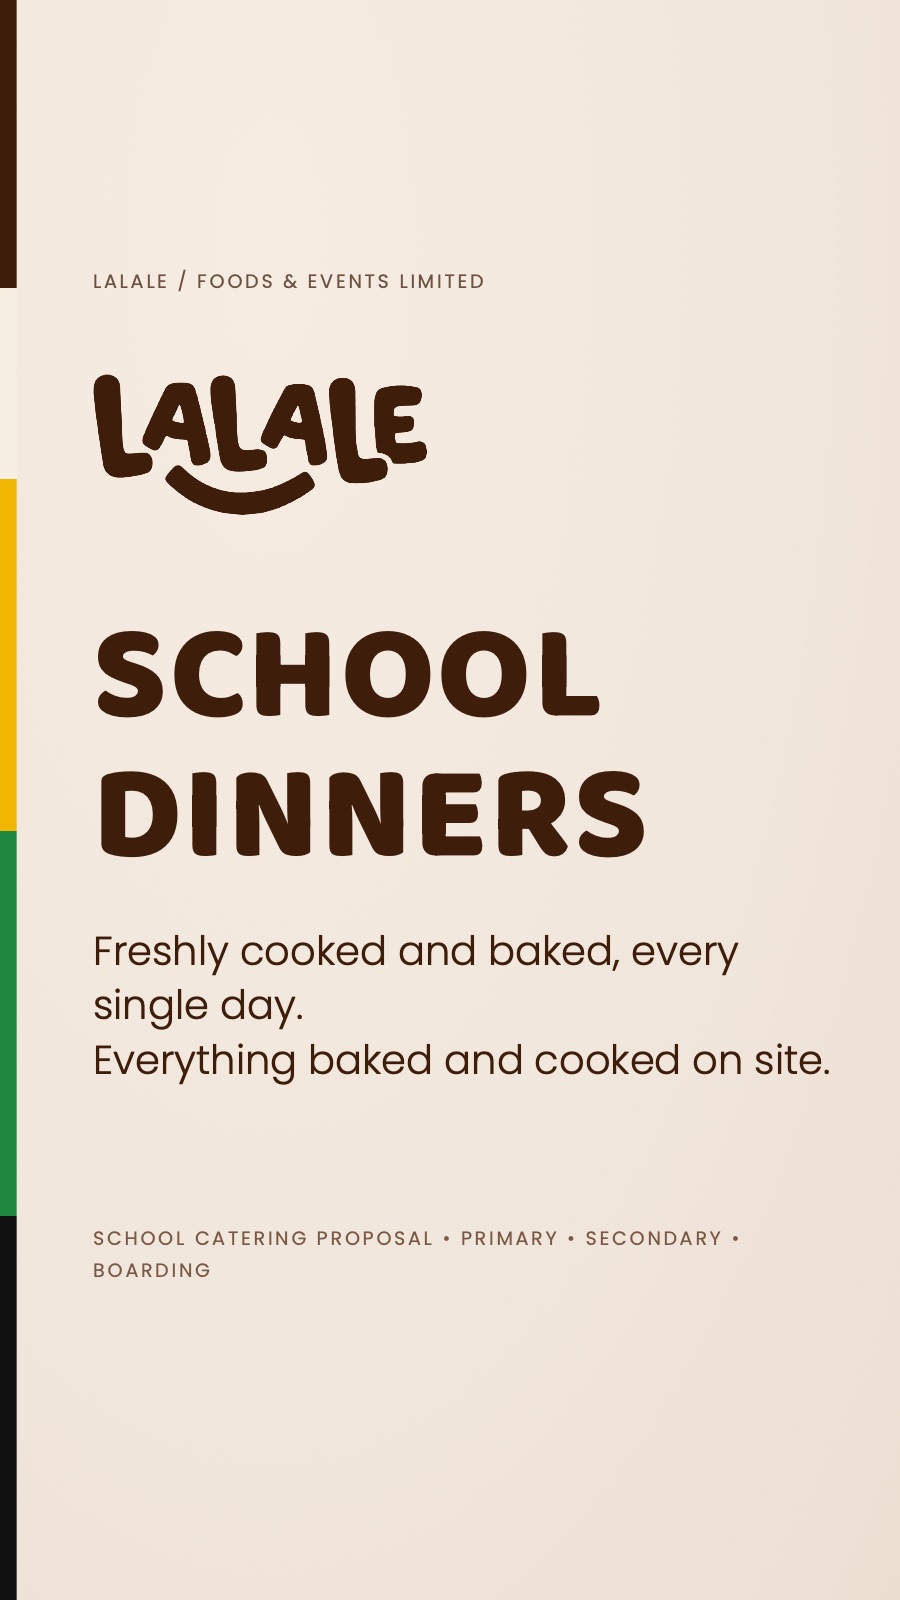 LALALE / FOODS & EVENTS LIMITED
LALALE
SCHOOL
DINNERS
Freshly cooked and baked, every
single day.
Everything baked and cooked on site.
SCHOOL CATERING PROPOSAL • PRIMARY • SECONDARY •
BOARDING